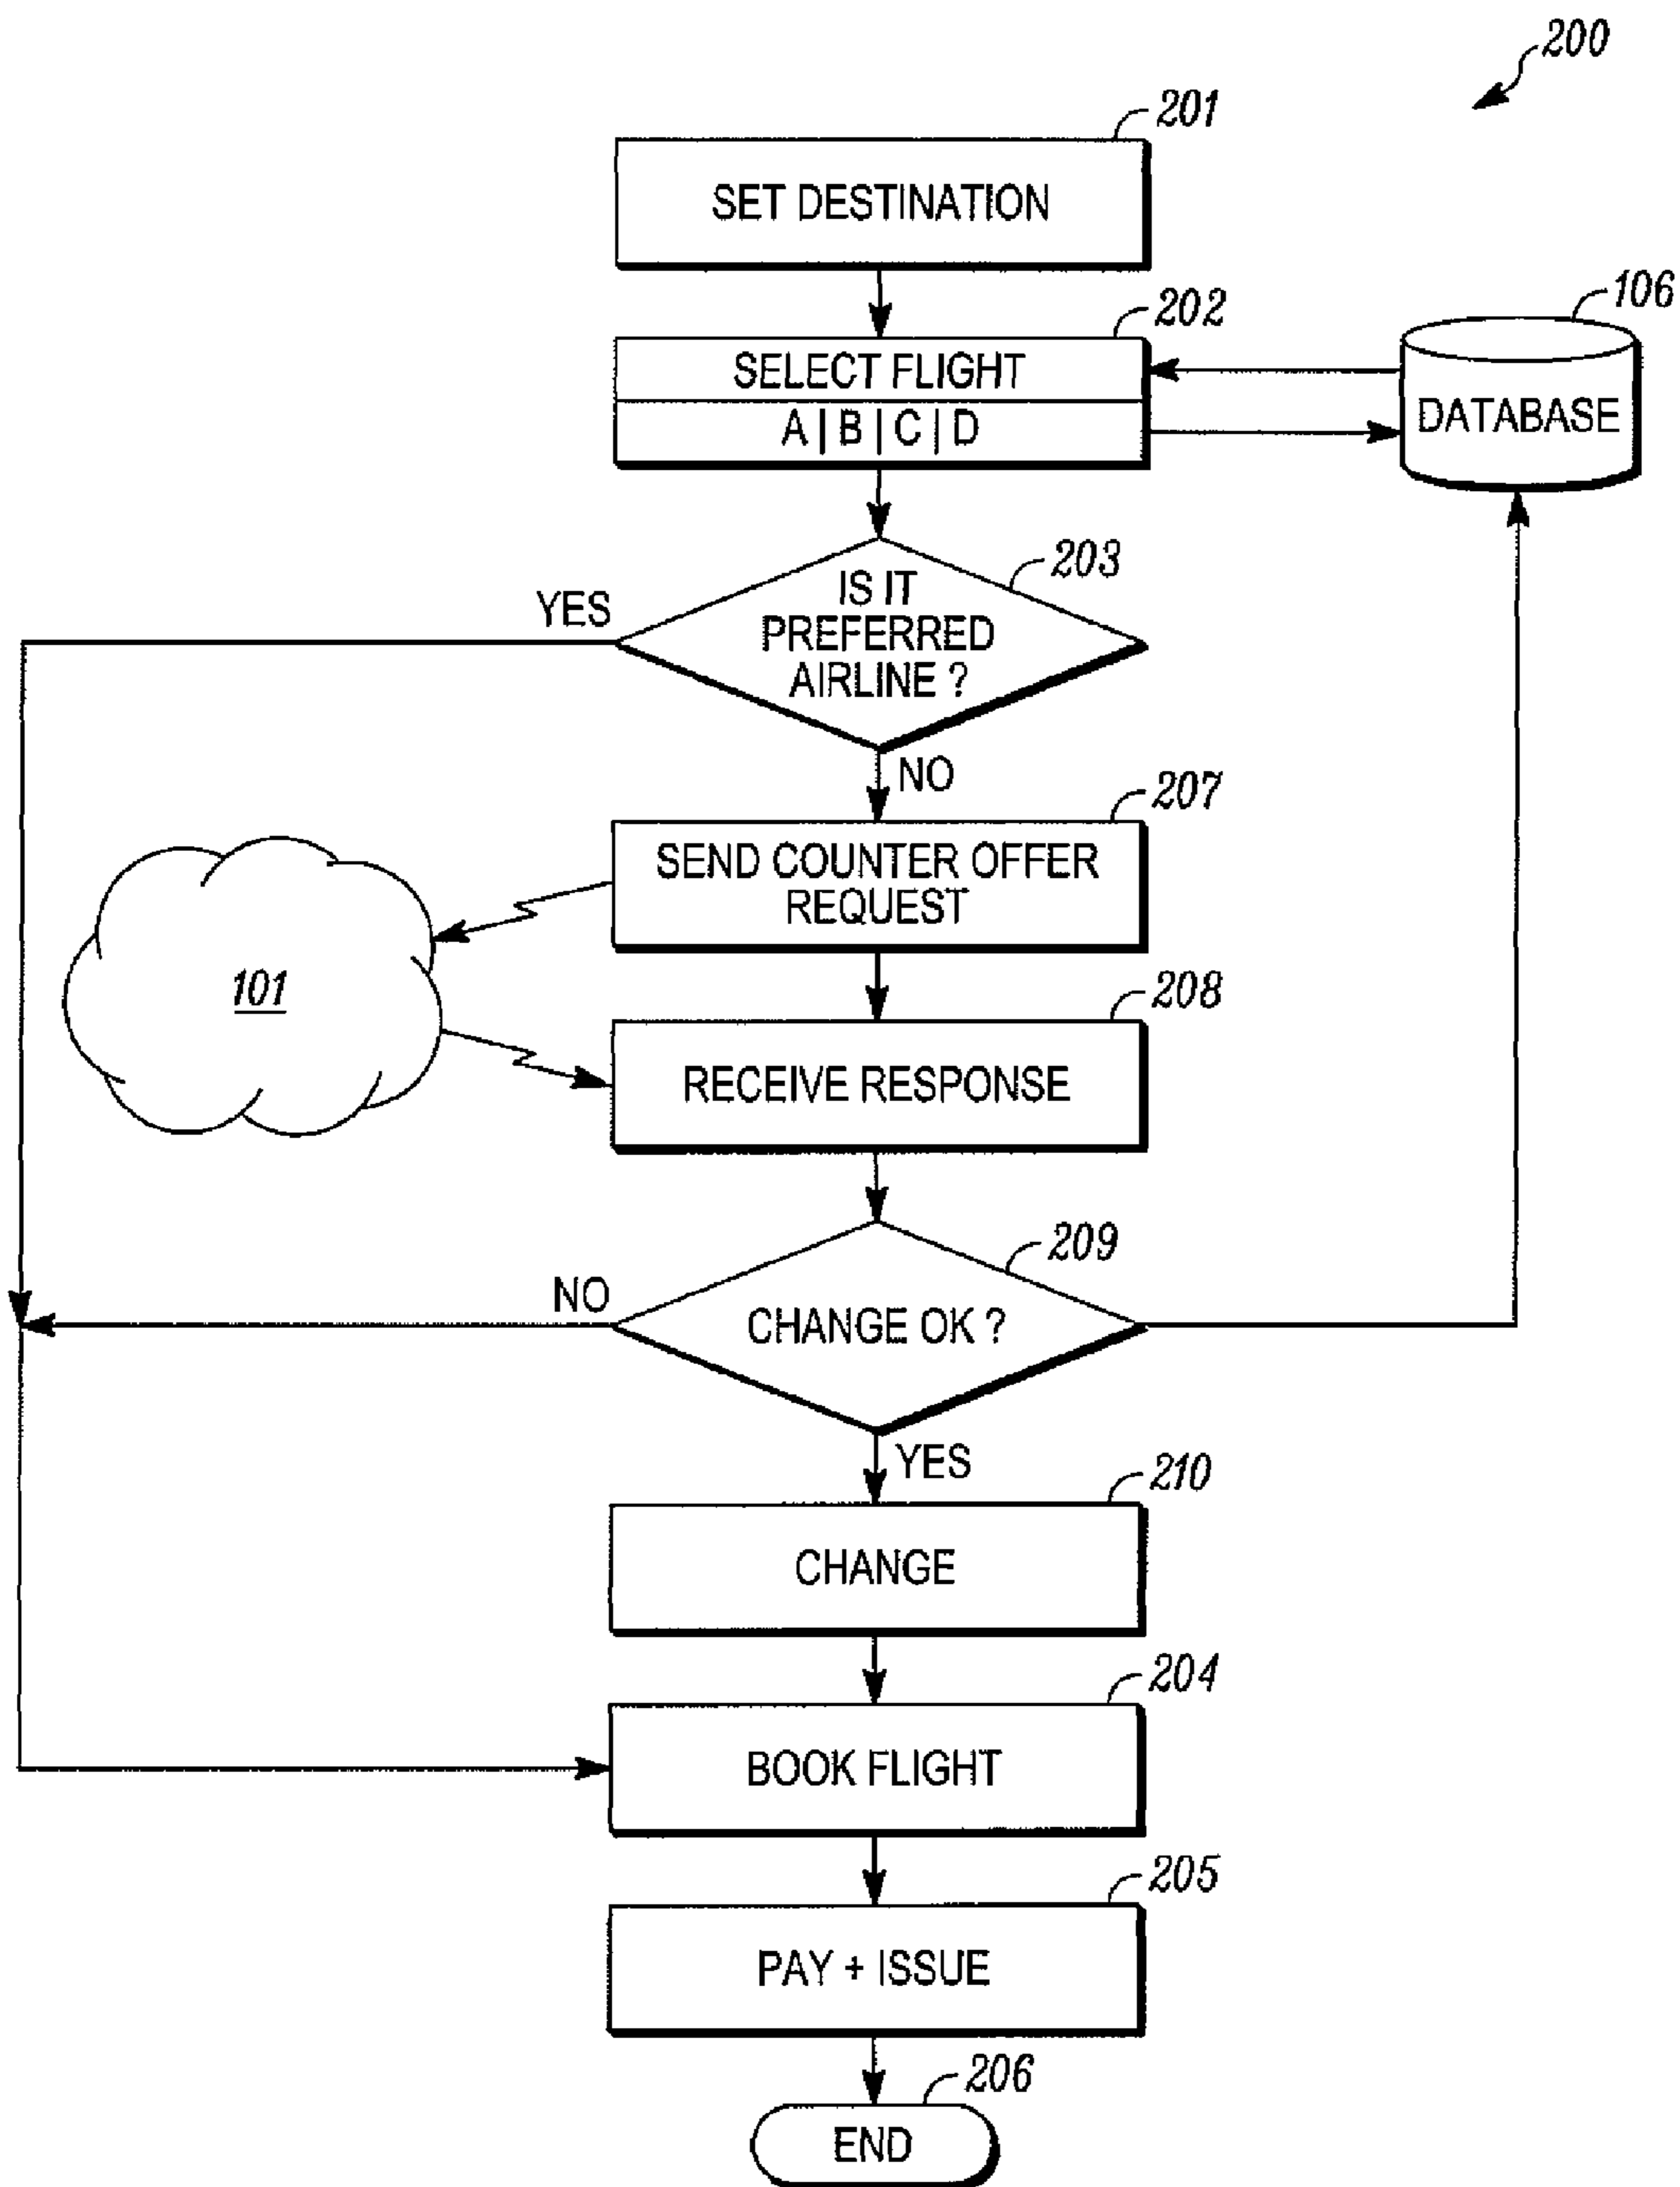 200
201
SET DESTINATION
202
106
SELECT FLIGHT
A | B | C | D
DATABASE
203
YES
IS IT
PREFERRED
AIRLINE ?
NO
207
SEND COUNTER OFFER
REQUEST
101
208
RECEIVE RESPONSE
209
NO
CHANGE OK ?
YES
210
CHANGE
204
BOOK FLIGHT
205
PAY + ISSUE
206
END